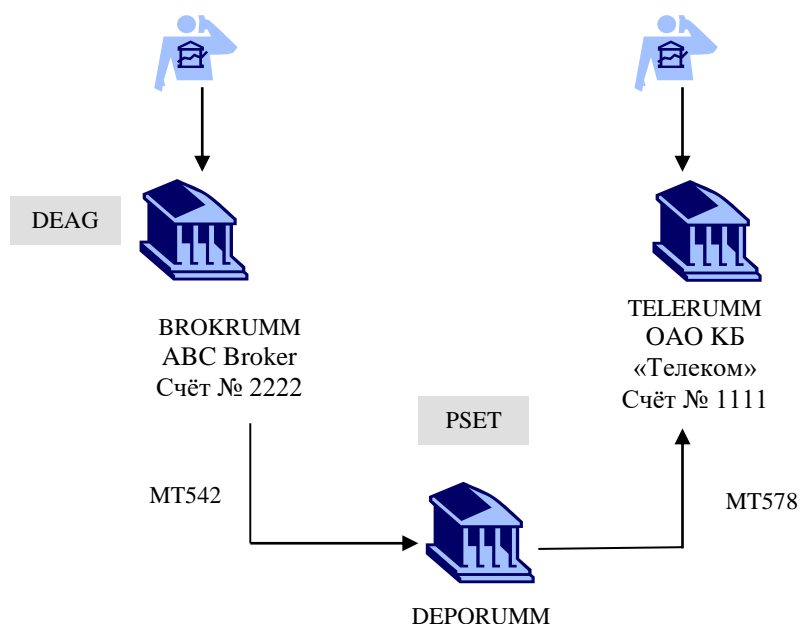 DEAG
BROKRUMM
ABC Broker
Счёт № 2222
TELERUMM
ОАО КБ
«Телеком»
Счёт № 1111
PSET
MT542
MT578
DEPORUMM